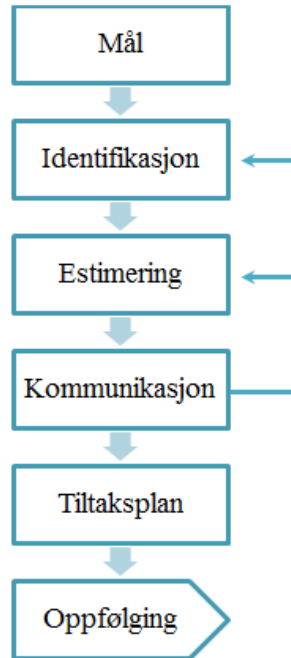 Mål
Identifikasjon
Estimering
Kommunikasjon
Tiltaksplan
Oppfølging